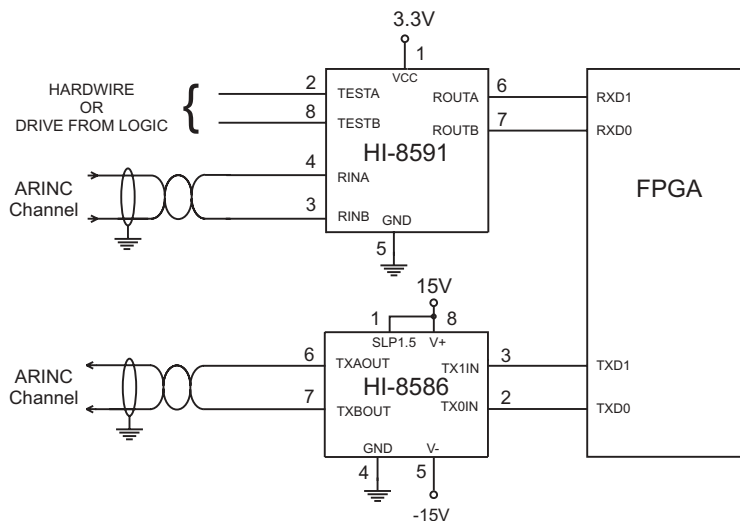 3.3V
1
VCC
HARDWIRE
OR
DRIVE FROM LOGIC
{
2
TESTA
8
TESTB
ROUTA
6
RXD1
ROUTB
7
RXD0
HI-8591
FPGA
ARINC
Channel
4
RINA
3
RINB
GND
5
15V
1
8
SLP1.5
V+
ARINC
Channel
6
TXAOUT
7
TXBOUT
TX1IN
3
TXD1
HI-8586
TX0IN
2
TXD0
GND
V-
4
5
-15V